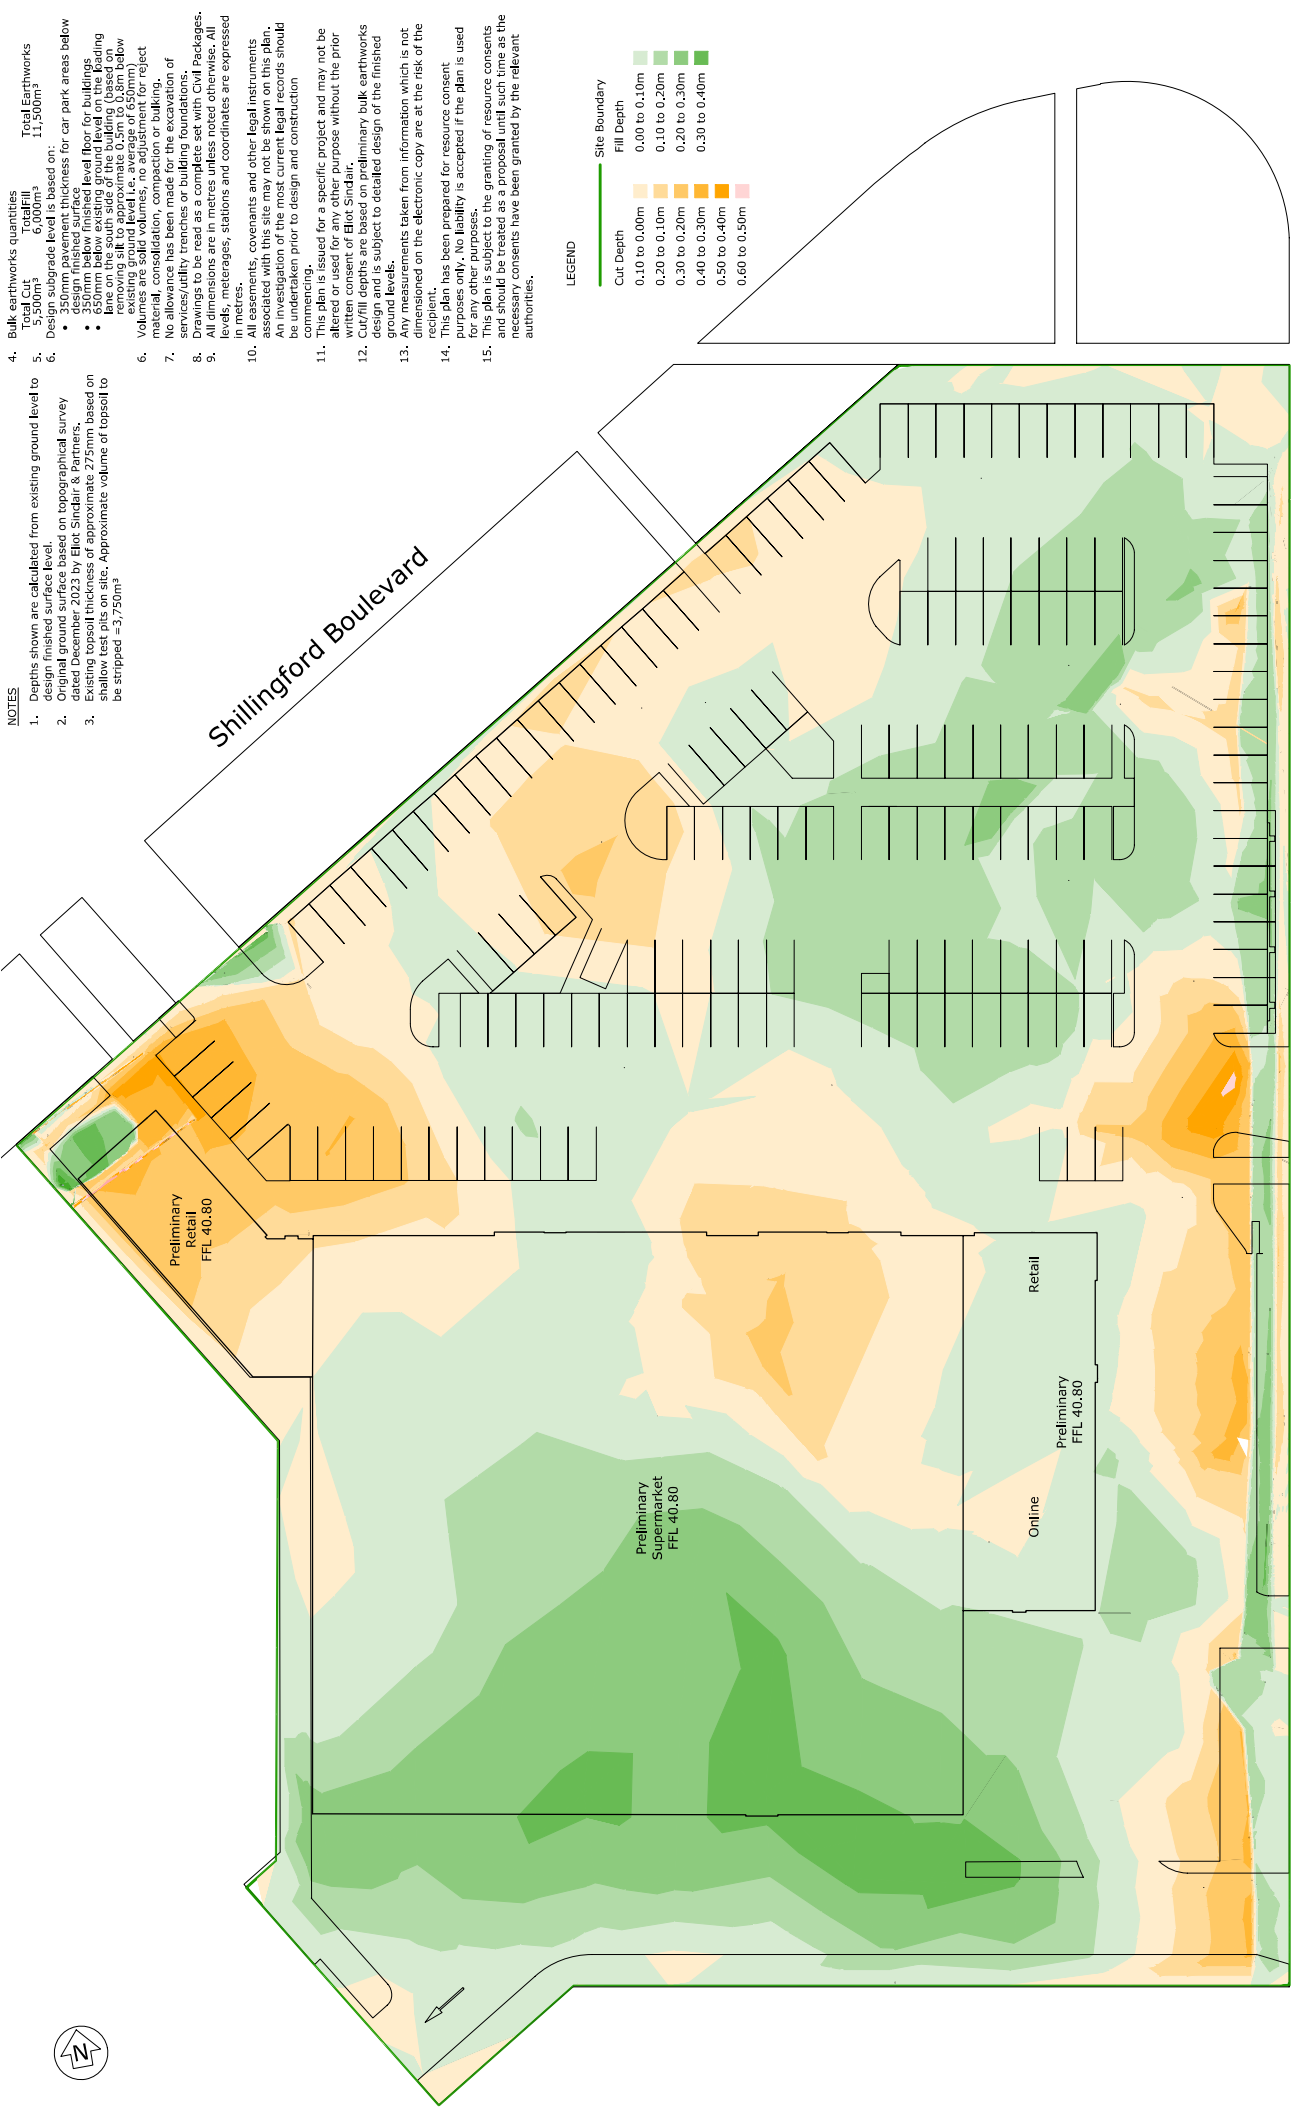 NOTES
1. Depths shown are calculated from existing ground level to
design finished surface level.
2. Original ground surface based on topographical survey
dated December 2023 by Eliot Sinclair & Partners.
3. Existing topsoil thickness of approximate 275mm based on
shallow test pits on site. Approximate volume of topsoil to
be stripped =3,750m³
4. Bulk earthworks quantities
Total Cut TotalFill Total Earthworks
5. 5,500m³ 6,000m³ 11,500m³
6. Design subgrade level is based on:
• 350mm pavement thickness for car park areas below
design finished surface
• 350mm below finished level floor for buildings
• 650mm below existing ground level on the loading
lane on the south side of the building (based on
removing silt to approximate 0.5m to 0.8m below
existing ground level i.e. average of 650mm)
6. Volumes are solid volumes, no adjustment for reject
material, consolidation, compaction or bulking.
7. No allowance has been made for the excavation of
services/utility trenches or building foundations.
8. Drawings to be read as a complete set with Civil Packages.
9. All dimensions are in metres unless noted otherwise. All
levels, meterages, stations and coordinates are expressed
in metres.
10. All easements, covenants and other legal instruments
associated with this site may not be shown on this plan.
An investigation of the most current legal records should
be undertaken prior to design and construction
commencing.
11. This plan is issued for a specific project and may not be
altered or used for any other purpose without the prior
written consent of Eliot Sinclair.
12. Cut/fill depths are based on preliminary bulk earthworks
design and is subject to detailed design of the finished
ground levels.
13. Any measurements taken from information which is not
dimensioned on the electronic copy are at the risk of the
recipient.
14. This plan has been prepared for resource consent
purposes only. No liability is accepted if the plan is used
for any other purposes.
15. This plan is subject to the granting of resource consents
and should be treated as a proposal until such time as the
necessary consents have been granted by the relevant
authorities.
LEGEND
Site Boundary
Cut Depth Fill Depth
0.10 to 0.00m 0.00 to 0.10m
0.20 to 0.10m 0.10 to 0.20m
0.30 to 0.20m 0.20 to 0.30m
0.40 to 0.30m 0.30 to 0.40m
0.50 to 0.40m
0.60 to 0.50m
Shillingford Boulevard
Preliminary
Retail
FFL 40.80
Preliminary
Supermarket
FFL 40.80
Online
Retail
Preliminary
FFL 40.80
N